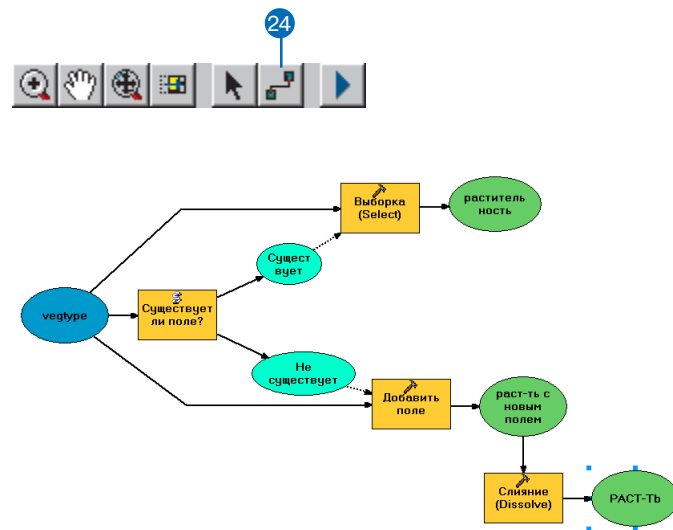 24
Выборка
(Select)
раститель
ность
Сущест
вует
vegtype
Существует
ли поле?
Не
существует
Добавить
поле
раст-ть с
новым
полем
Слияние
(Dissolve)
РАСТ-ТЬ